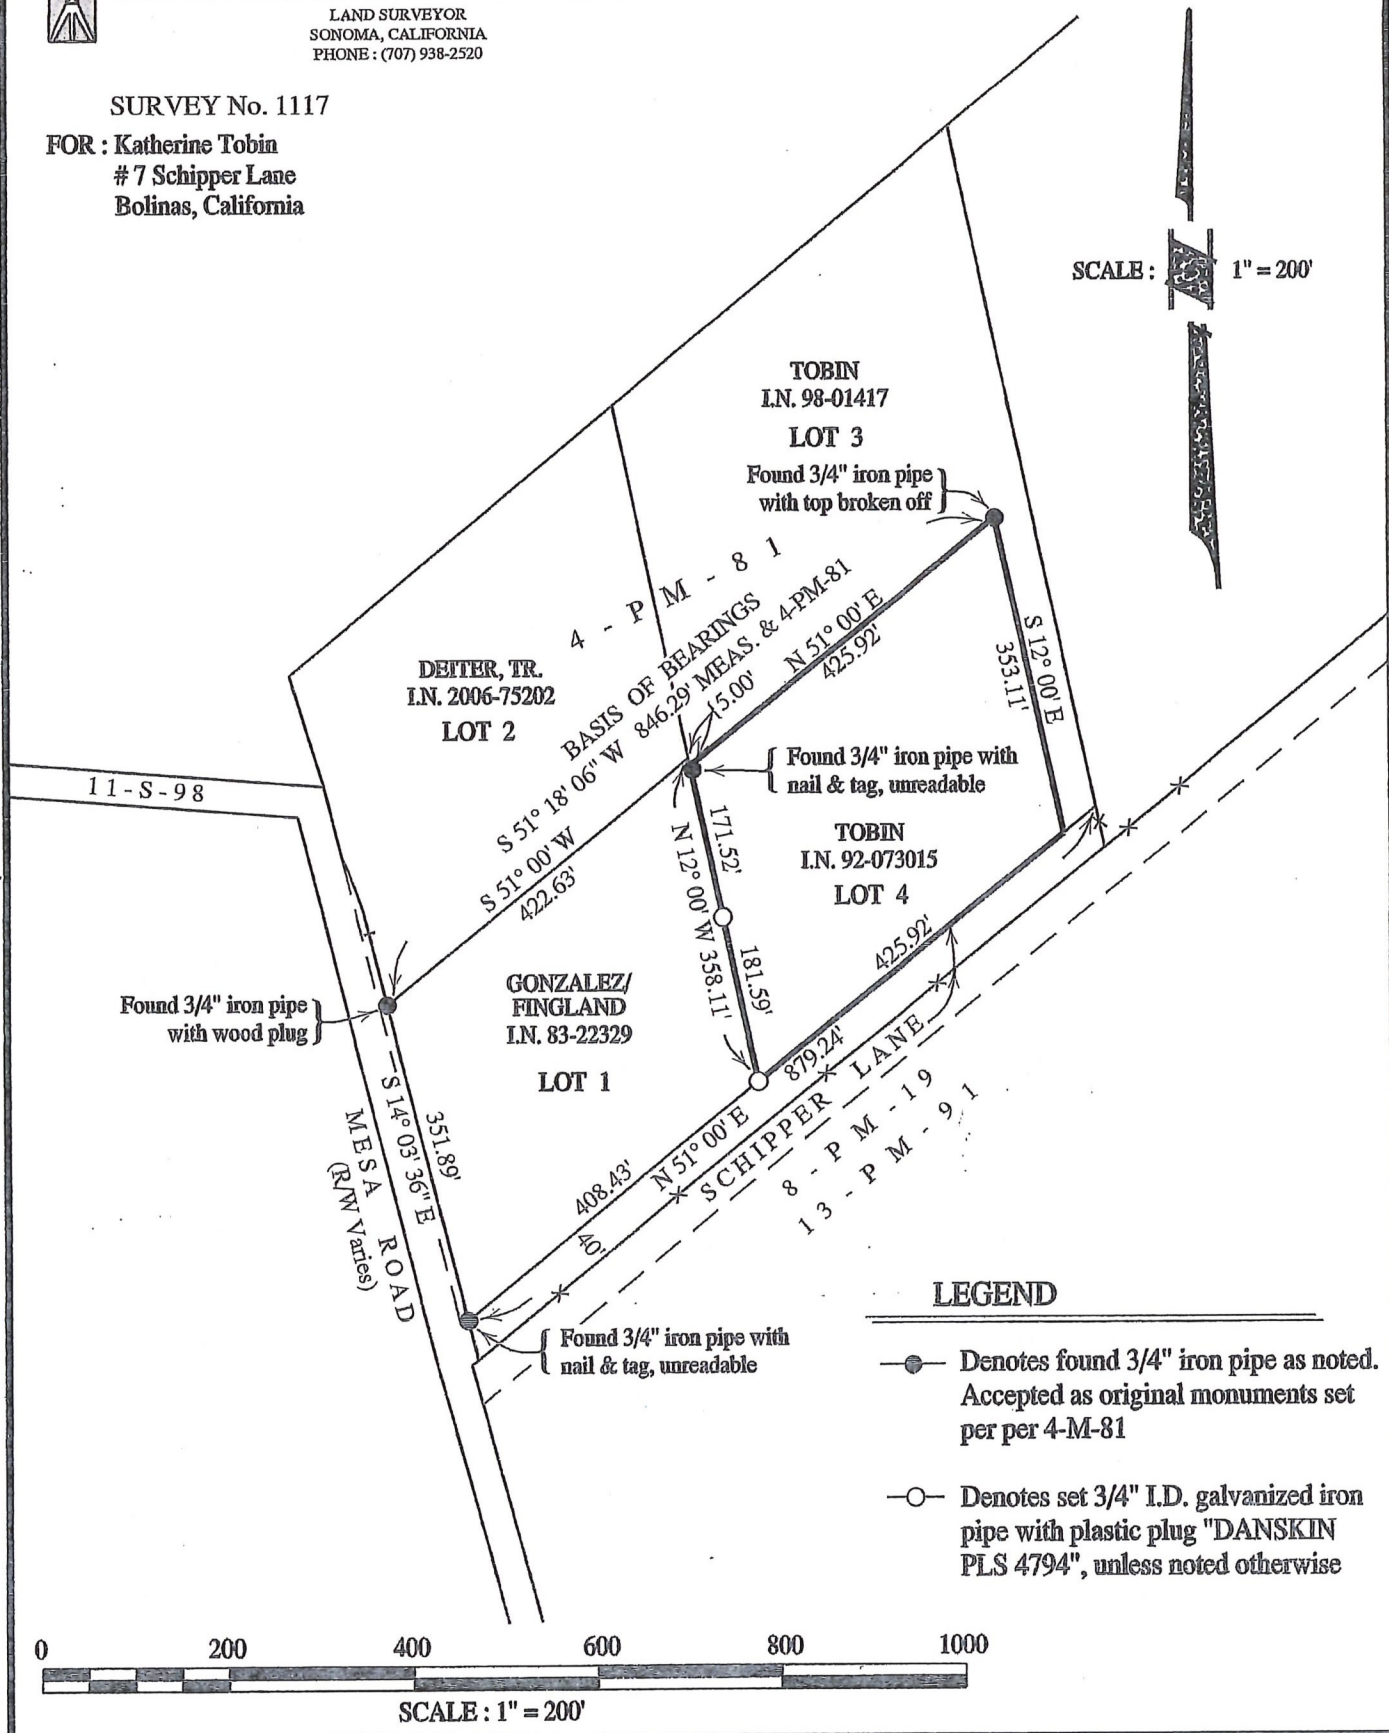 LAND SURVEYOR
SONOMA, CALIFORNIA
PHONE : (707) 938-2520
SURVEY No. 1117
FOR : Katherine Tobin
# 7 Schipper Lane
Bolinas, California
SCALE : 1" = 200'
TOBIN
I.N. 98-01417
LOT 3
Found 3/4" iron pipe
with top broken off
4 - P M - 8 1
BASIS OF BEARINGS
S 51° 18' 06" W 846.29' MEAS. & 4-PM-81
5.00'
N 51° 00' E
425.92'
S 12° 00' E
353.11'
DEITER, TR.
I.N. 2006-75202
LOT 2
11-S-98
S 51° 00' W
422.63'
Found 3/4" iron pipe with
nail & tag, unreadable
171.52'
N 12° 00' W 358.11'
181.59'
TOBIN
I.N. 92-073015
LOT 4
425.92'
GONZALEZ/
FINGLAND
I.N. 83-22329
LOT 1
Found 3/4" iron pipe
with wood plug
S 14° 03' 36" E
351.89'
MESA ROAD
(R/W Varies)
408.43'
N 51° 00' E
879.24'
40'
SCHIPPER LANE
8 - P M - 19
13 - P M - 9 1
Found 3/4" iron pipe with
nail & tag, unreadable
LEGEND
Denotes found 3/4" iron pipe as noted.
Accepted as original monuments set
per per 4-M-81
Denotes set 3/4" I.D. galvanized iron
pipe with plastic plug "DANSKIN
PLS 4794", unless noted otherwise
0 200 400 600 800 1000
SCALE : 1" = 200'